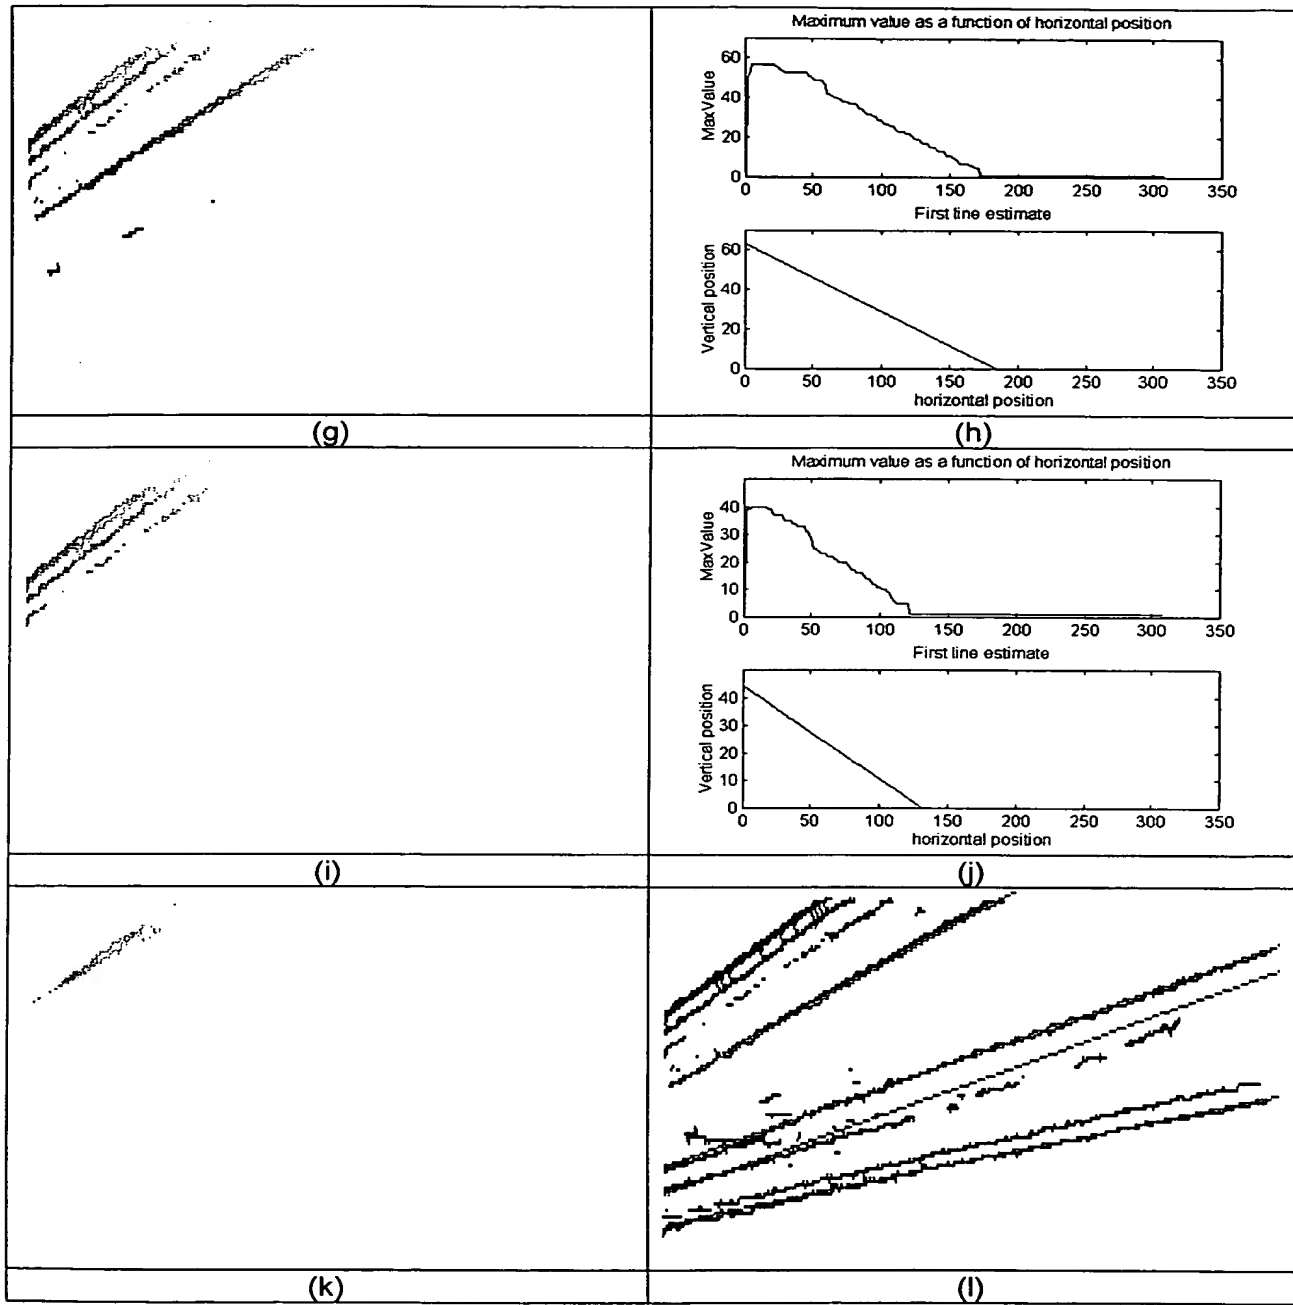 Maximum value as a function of horizontal position
MaxValue
60
40
20
0
0 50 100 150 200 250 300 350
First line estimate
Vertical position
60
40
20
0
0 50 100 150 200 250 300 350
horizontal position
(g) (h)
Maximum value as a function of horizontal position
MaxValue
40
30
20
10
0
0 50 100 150 200 250 300 350
First line estimate
Vertical position
40
30
20
10
0
0 50 100 150 200 250 300 350
horizontal position
(i) (j)
(k) (l)